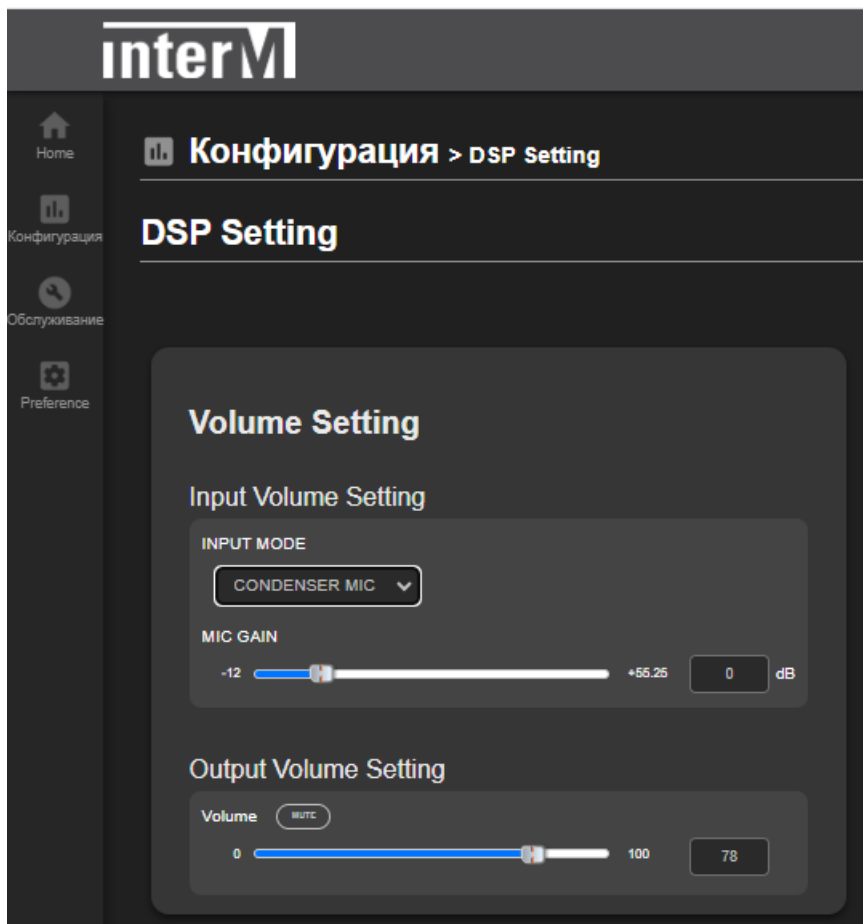 interM
Home
Конфигурация > DSP Setting
Конфигурация
DSP Setting
Обслуживание
Preference
Volume Setting
Input Volume Setting
INPUT MODE
CONDENSER MIC
MIC GAIN
-12 +55.25 0 dB
Output Volume Setting
Volume MUTE
0 100 78